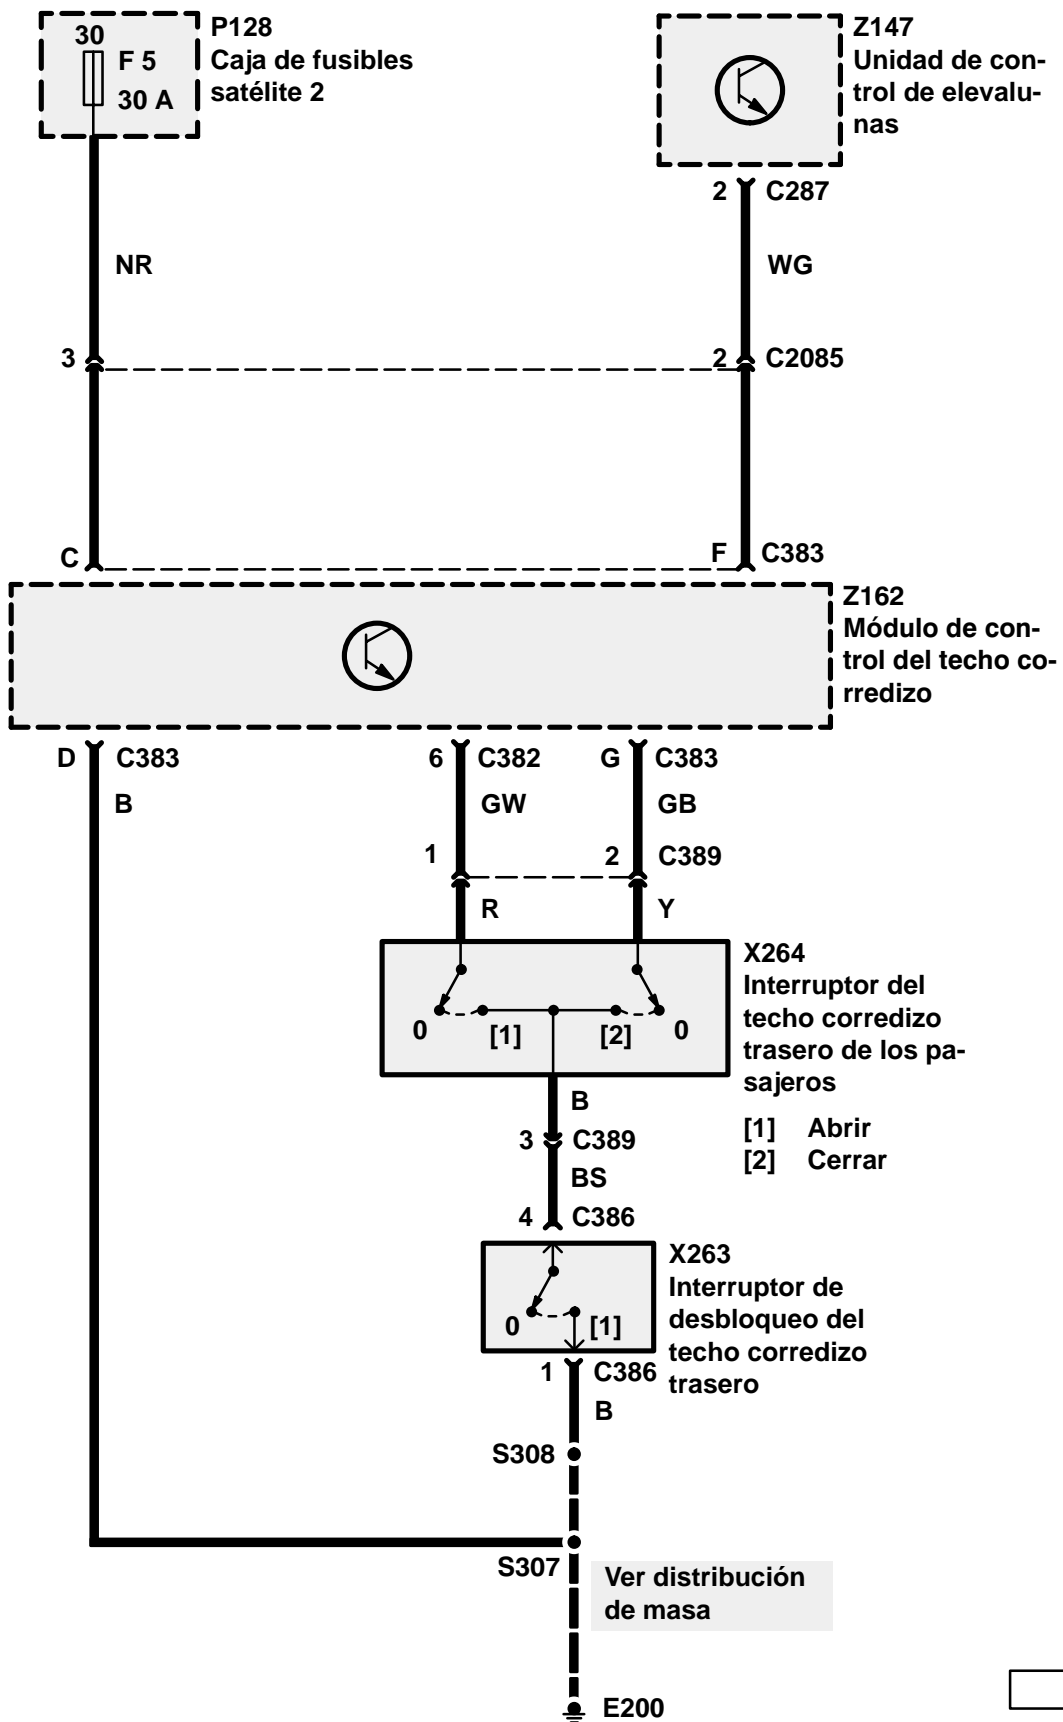 30
F 5
30 A
P128
Caja de fusibles
satélite 2
Z147
Unidad de con-
trol de elevalu-
nas
2 C287
NR
WG
3
2 C2085
C
F C383
Z162
Módulo de con-
trol del techo co-
rredizo
D C383
6 C382
G C383
B
GW
GB
1
2 C389
R
Y
X264
Interruptor del
techo corredizo
trasero de los pa-
sajeros
0 [1] [2] 0
[1] Abrir
[2] Cerrar
B
3 C389
BS
4 C386
X263
Interruptor de
desbloqueo del
techo corredizo
trasero
0 [1]
1 C386
B
S308
S307
Ver distribución
de masa
E200